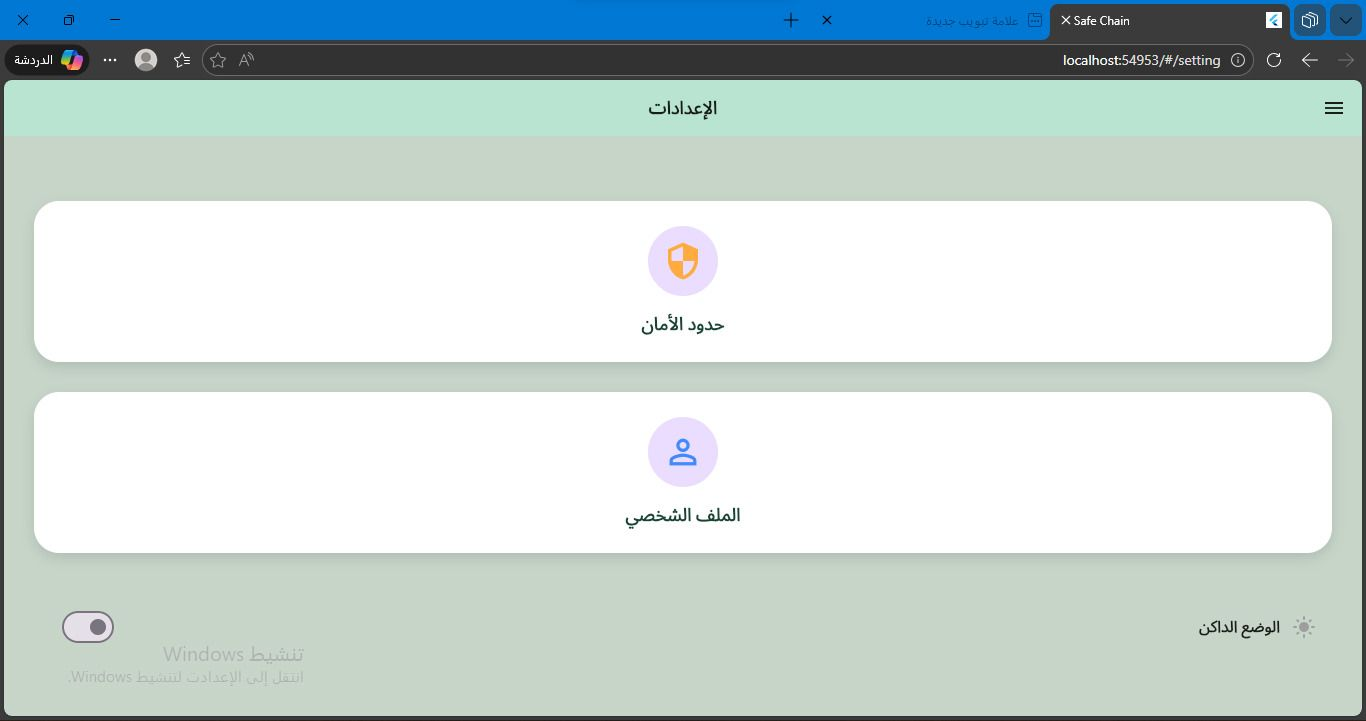 Safe Chain
علامة تبويب جديدة
localhost:54953/#/setting
الدردشة
الإعدادات
حدود الأمان
الملف الشخصي
الوضع الداكن
تنشيط Windows
انتقل إلى الإعدادت لتنشيط Windows.